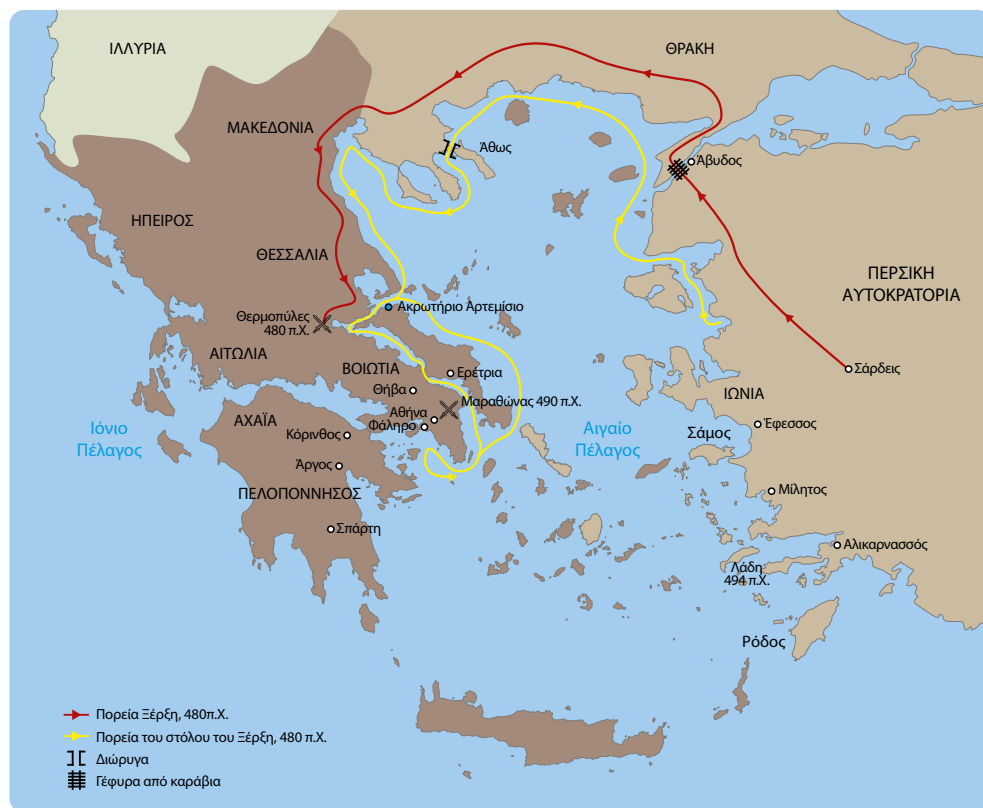 ΙΛΛΥΡΙΑ
ΘΡΑΚΗ
ΜΑΚΕΔΟΝΙΑ
Άθως
Άβυδος
ΗΠΕΙΡΟΣ
ΘΕΣΣΑΛΙΑ
ΠΕΡΣΙΚΗ
ΑΥΤΟΚΡΑΤΟΡΙΑ
Ακρωτήριο Αρτεμίσιο
Θερμοπύλες
480 π.Χ.
ΑΙΤΩΛΙΑ
ΒΟΙΩΤΙΑ
Ερέτρια
Σάρδεις
Θήβα
ΙΩΝΙΑ
Μαραθώνας 490 π.Χ.
Αθήνα
Φάληρο
ΑΧΑΪΑ
Κόρινθος
Ιόνιο
Πέλαγος
Αιγαίο
Πέλαγος
Σάμος
Έφεσσος
Άργος
ΠΕΛΟΠΟΝΝΗΣΟΣ
Μίλητος
Σπάρτη
Αλικαρνασσός
Λάδη
494 π.Χ.
Ρόδος
Πορεία Ξέρξη, 480π.Χ.
Πορεία του στόλου του Ξέρξη, 480 π.Χ.
Διώρυγα
Γέφυρα από καράβια